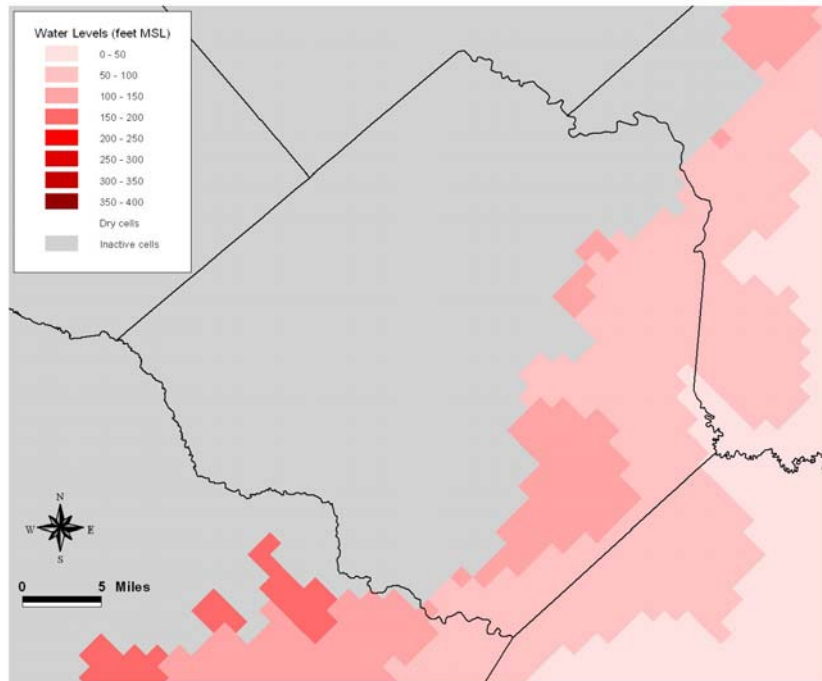 Water Levels (feet MSL)
0 - 50
50 - 100
100 - 150
150 - 200
200 - 250
250 - 300
300 - 350
350 - 400
Dry cells
Inactive cells
N
W E
S
0 5 Miles